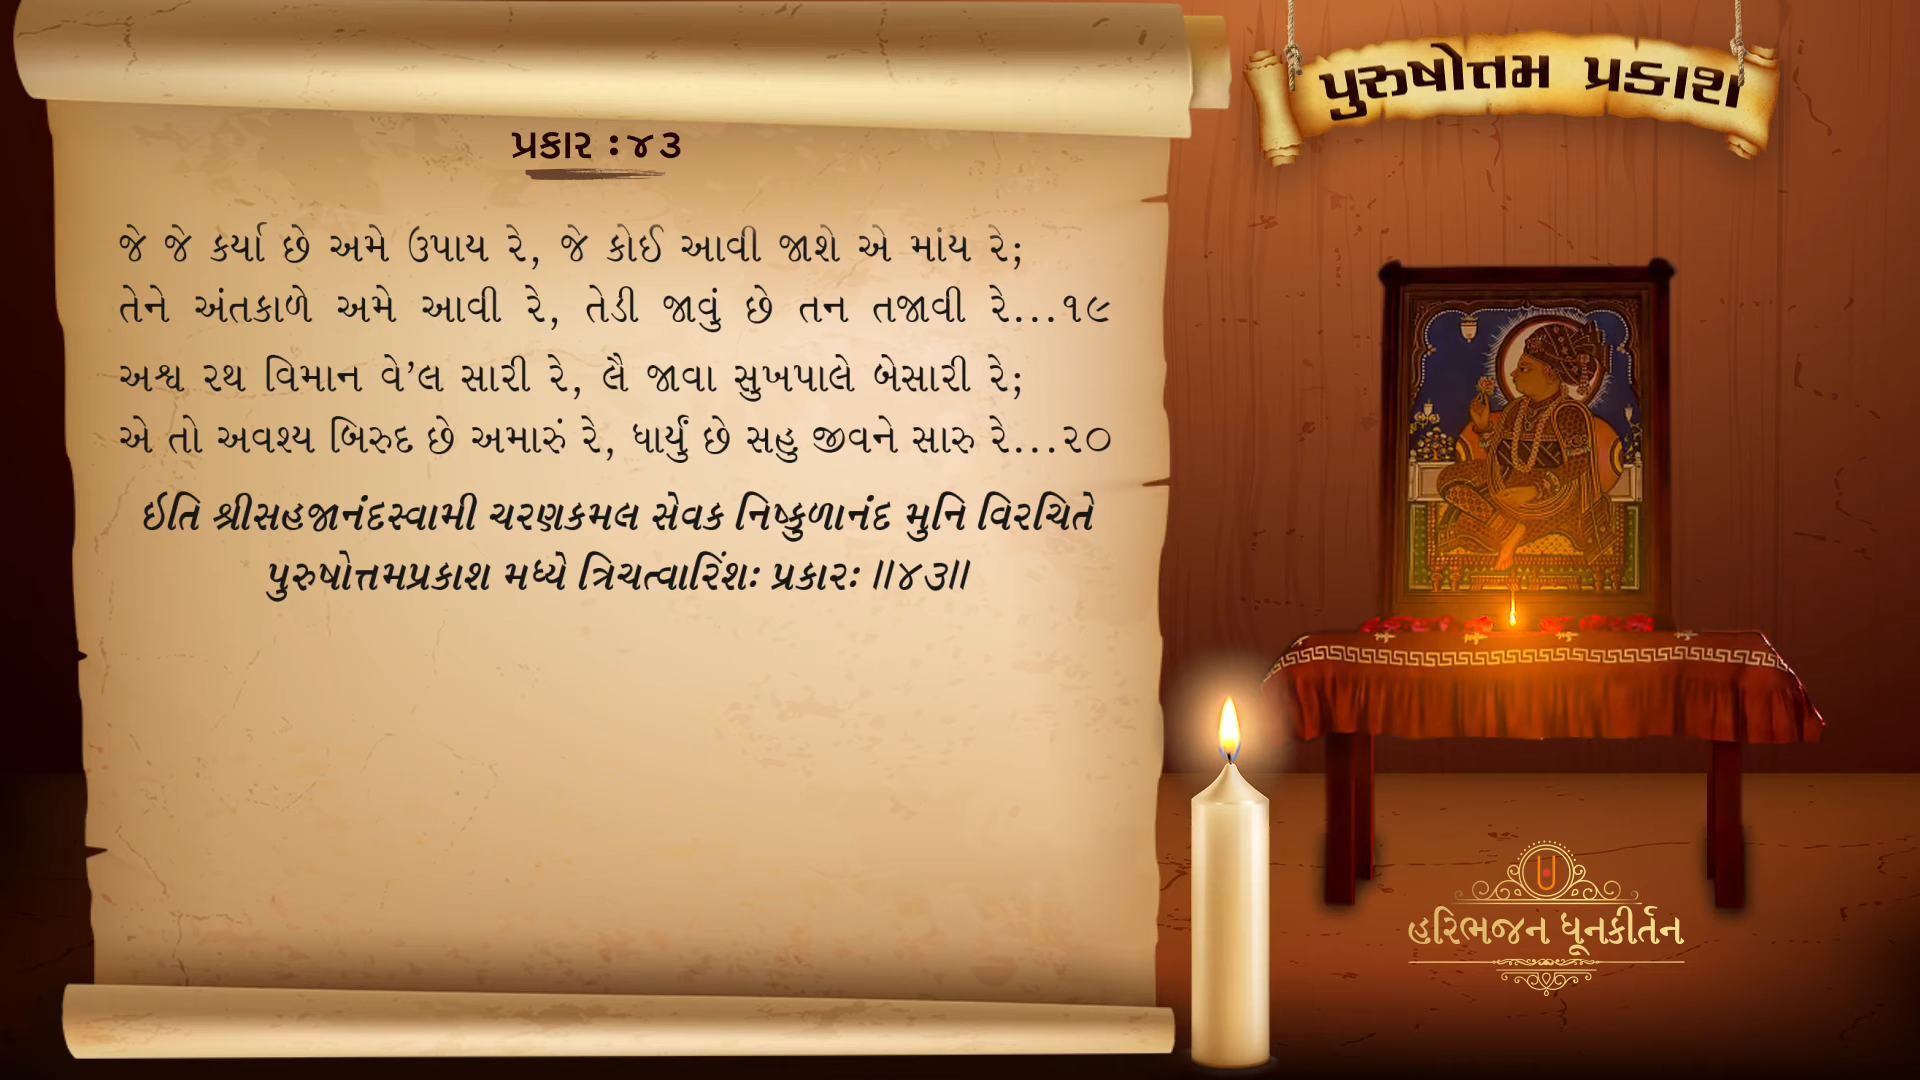 પુરુષોત્તમ પ્રકાશ
પ્રકાર :૪૩
જે જે કર્યા છે અમે ઉપાય રે, જે કોઈ આવી જાશે એ માંય રે;
તેને અંતકાળે અમે આવી રે, તેડી જાવું છે તન તજાવી રે...૧૯
અશ્વ રથ વિમાન વે'લ સારી રે, લૈ જાવા સુખપાલે બેસારી રે;
એ તો અવશ્ય બિરુદ છે અમારું રે, ધાર્યું છે સહુ જીવને સારુ રે...૨૦
ઇતિ શ્રીસહજાનંદસ્વામી ચરણકમલ સેવક નિષ્કુળાનંદ મુનિ વિરચિતે
પુરુષોત્તમપ્રકાશ મધ્યે ત્રિચત્વારિંશઃ પ્રકારઃ ॥૪૩॥
હરિભજન ધૂનકીર્તન